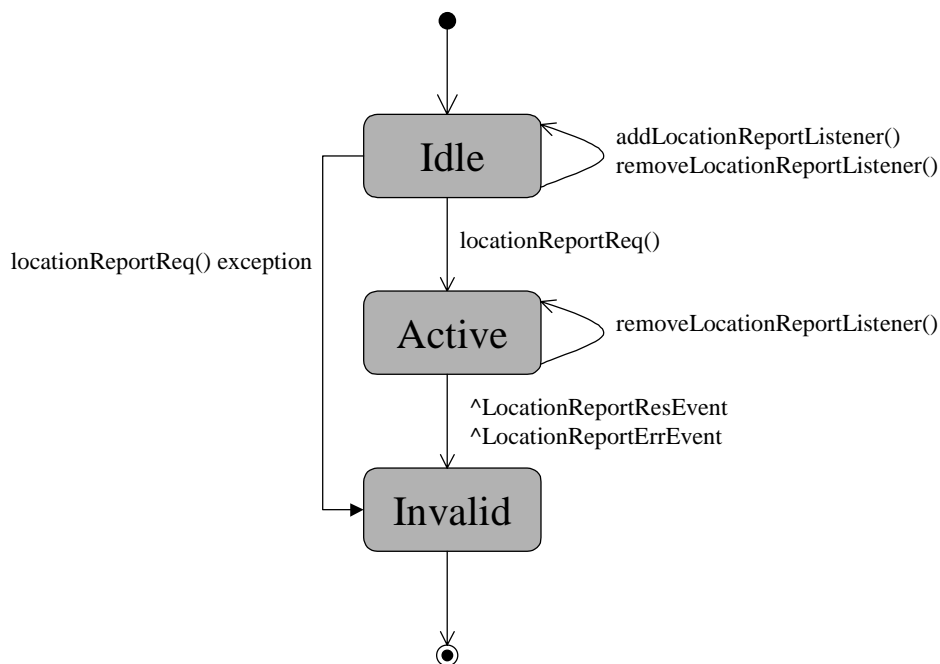 Idle
addLocationReportListener()
removeLocationReportListener()
locationReportReq()
locationReportReq() exception
Active
removeLocationReportListener()
^LocationReportResEvent
^LocationReportErrEvent
Invalid